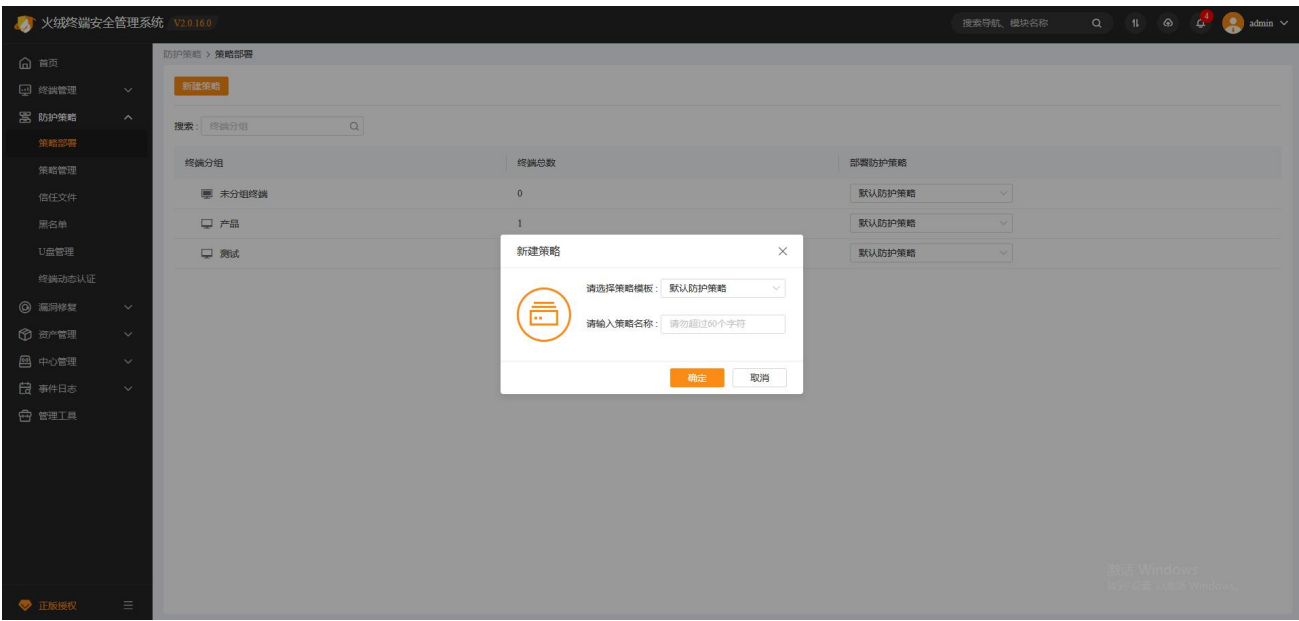 火绒终端安全管理系统 V2.0.16.0
搜索导航、模块名称
4
admin
首页
终端管理
防护策略
策略部署
策略管理
信任文件
黑名单
U盘管理
终端动态认证
漏洞修复
资产管理
中心管理
事件日志
管理工具
正版授权
防护策略 > 策略部署
新建策略
搜索： 终端分组
终端分组 终端总数 部署防护策略
未分组终端 0 默认防护策略
产品 1 默认防护策略
测试 默认防护策略
新建策略
请选择策略模板： 默认防护策略
请输入策略名称： 请勿超过60个字符
确定 取消
激活 Windows